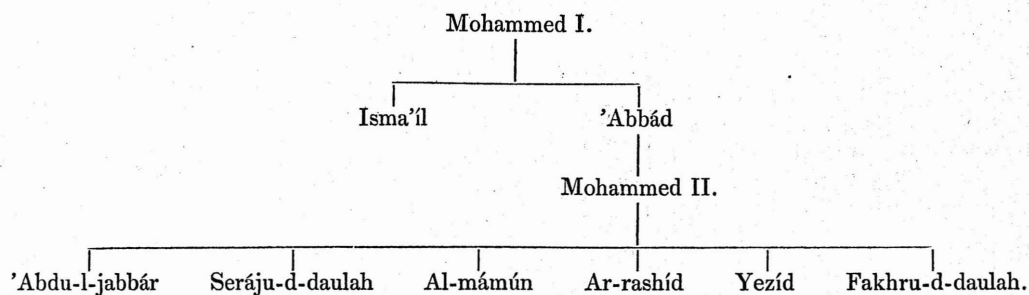 Mohammed I.
Isma'íl 'Abbád
Mohammed II.
'Abdu-l-jabbár Seráju-d-daulah Al-mámún Ar-rashíd Yezíd Fakhru-d-daulah.